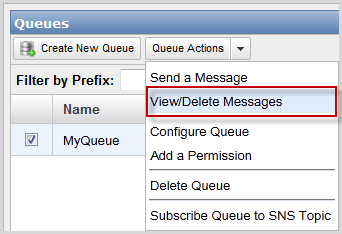 Queues
Create New Queue Queue Actions
Filter by Prefix:
Send a Message
View/Delete Messages
Name
Configure Queue
MyQueue
Add a Permission
Delete Queue
Subscribe Queue to SNS Topic